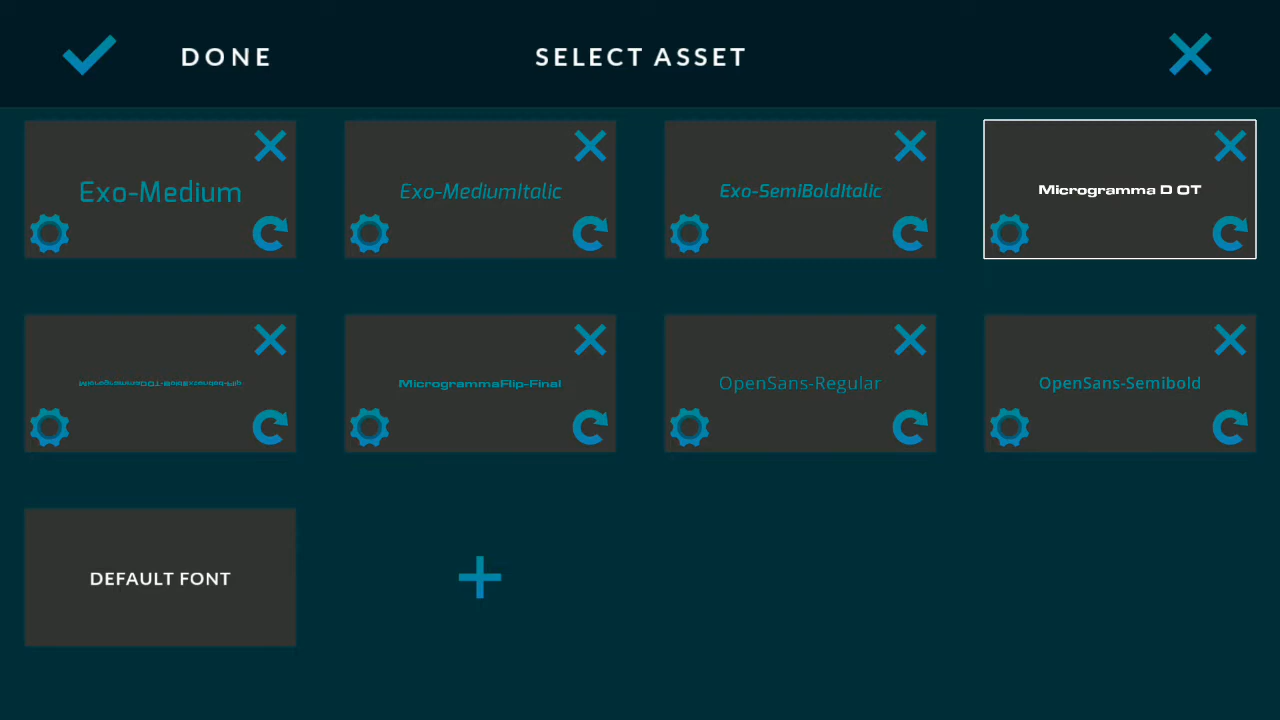 DONE
SELECT ASSET
Exo-Medium
Exo-MediumItalic
Exo-SemiBoldItalic
Microgramma D OT
MicrogrammaFlip-Final
OpenSans-Regular
OpenSans-Semibold
DEFAULT FONT